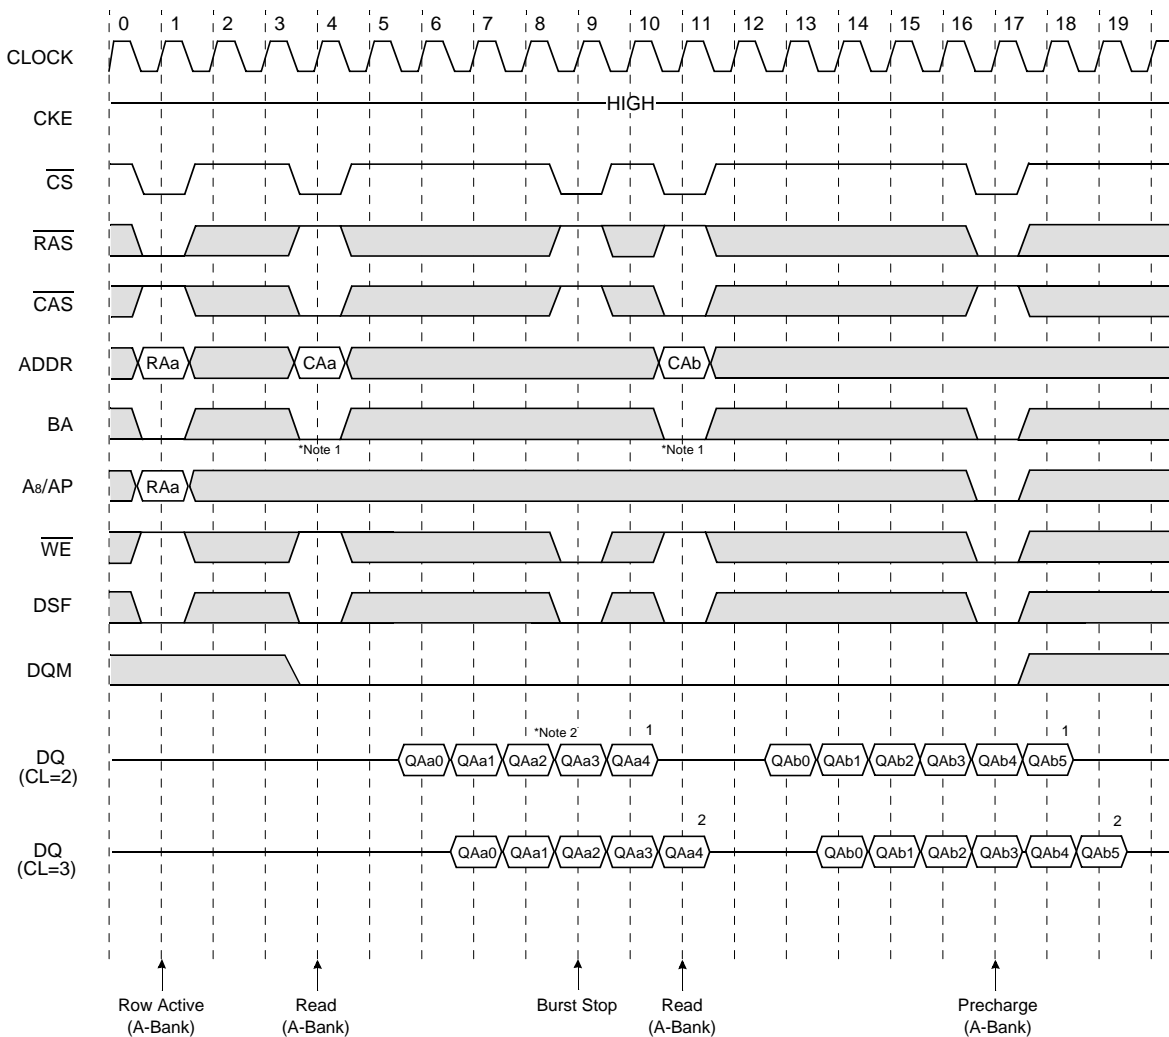 0 1 2 3 4 5 6 7 8 9 10 11 12 13 14 15 16 17 18 19
CLOCK
HIGH
CKE
CS
RAS
CAS
ADDR RAa CAa CAb
BA
*Note 1 *Note 1
A8/AP RAa
WE
DSF
DQM
*Note 2 1 1
DQ
(CL=2) QAa0 QAa1 QAa2 QAa3 QAa4 QAb0 QAb1 QAb2 QAb3 QAb4 QAb5
2 2
DQ
(CL=3) QAa0 QAa1 QAa2 QAa3 QAa4 QAb0 QAb1 QAb2 QAb3 QAb4 QAb5
Row Active Read Burst Stop Read Precharge
(A-Bank) (A-Bank) (A-Bank) (A-Bank)